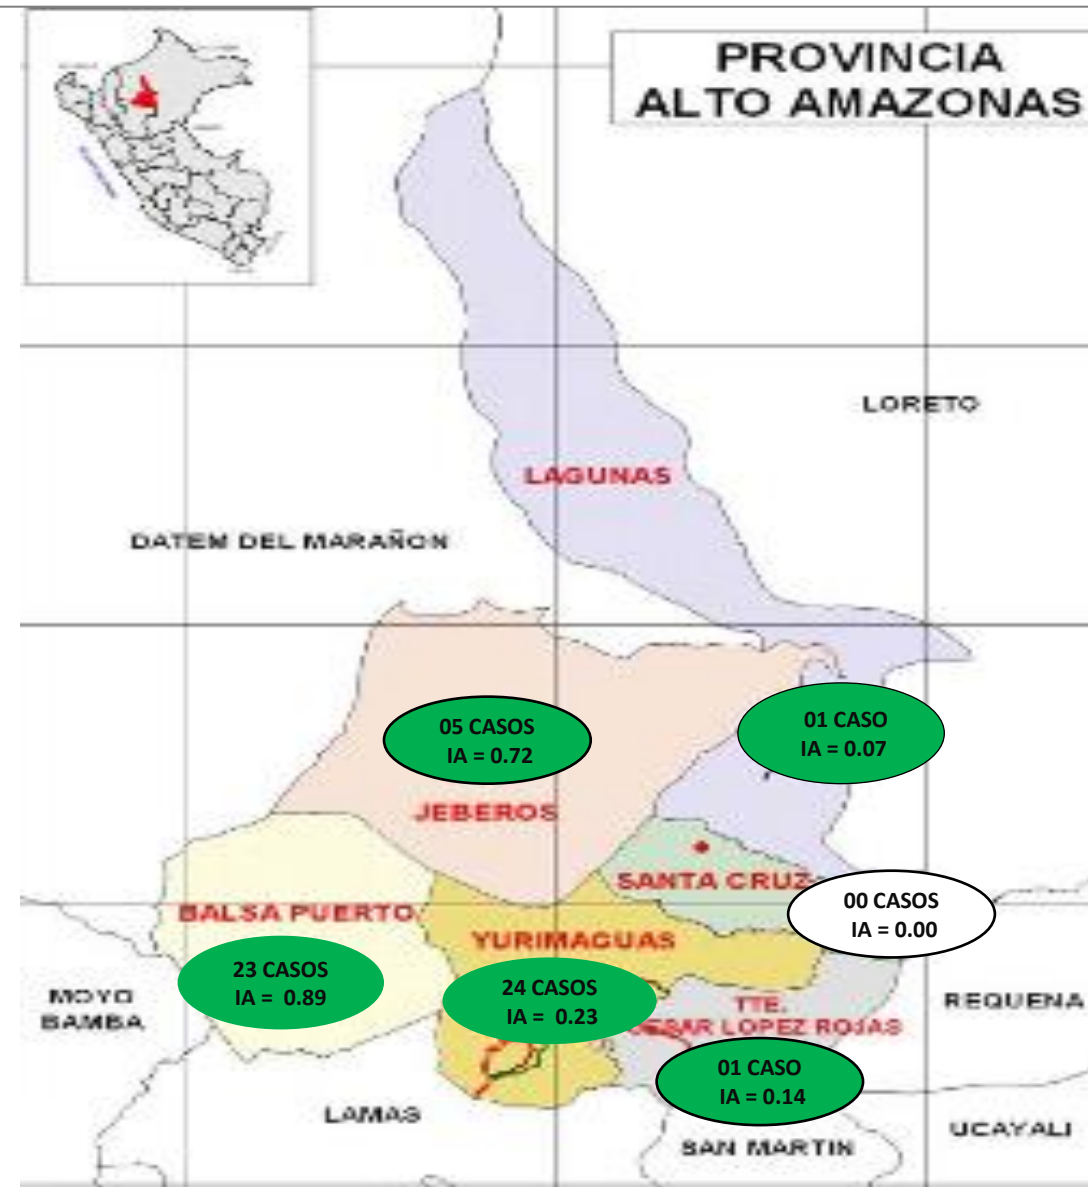 PROVINCIA
ALTO AMAZONAS
LORETO
LAGUNAS
DATEM DEL MARAÑON
05 CASOS
IA = 0.72
01 CASO
IA = 0.07
JEBEROS
SANTA CRUZ
00 CASOS
IA = 0.00
BALSA PUERTO
YURIMAGUAS
23 CASOS
IA = 0.89
24 CASOS
IA = 0.23
MOYO
BAMBA
TTE.
ESAR LOPEZ ROJAS
REQUENA
01 CASO
IA = 0.14
LAMAS
SAN MARTIN
UCAYALI